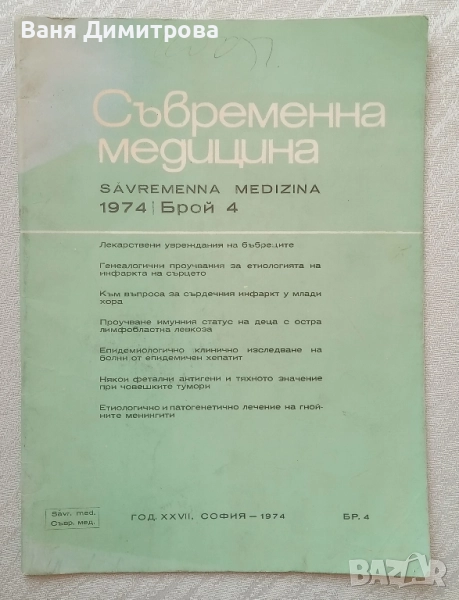 Ваня Димитрова
Съвременна
медицина
SAVREMENNA MEDIZINA
1974 | Брой 4
Лекарствени увреждания на бъбреците
Генеалогични проучвания за етиологията на
инфаркта на сърцето
Към въпроса за сърдечния инфаркт у млади
хора
Проучване имунния статус на деца с остра
лимфобластна левкоза
Епидемиологично клинично изследване на
болни от епидемичен хепатит
Някои фетални антигени и тяхното значение
при човешките тумори
Етиологично и патогенетично лечение на гной-
ните менингити
Savr. med.
Съвр. мед.
ГОД. XXVII, СОФИЯ – 1974
БР. 4
BAZAR